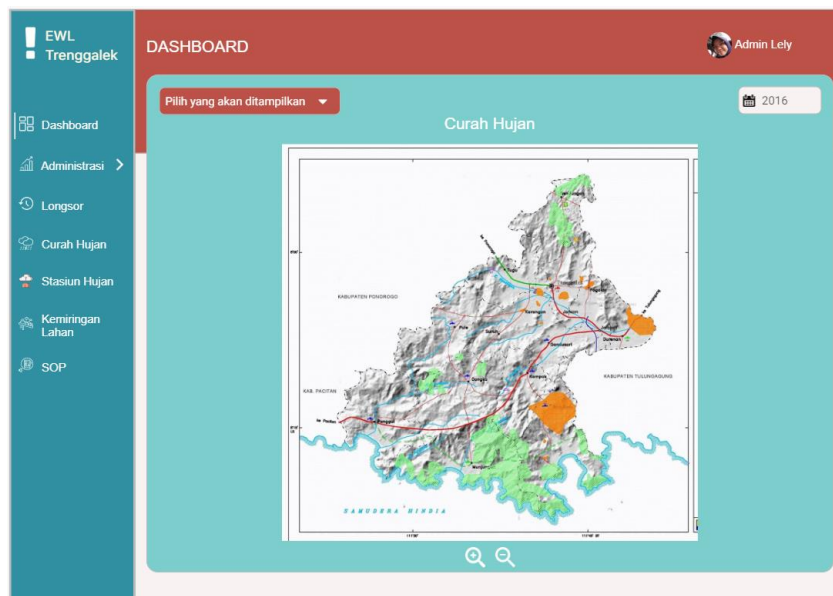 EWL
Trenggalek
DASHBOARD
Admin Lely
Dashboard
Administrasi
Longsor
Curah Hujan
Stasiun Hujan
Kemiringan
Lahan
SOP
Pilih yang akan ditampilkan
2016
Curah Hujan
KABUPATEN PONOROGO
KAB. PACITAN
KABUPATEN TULUNGAGUNG
SAMUDERA HINDIA